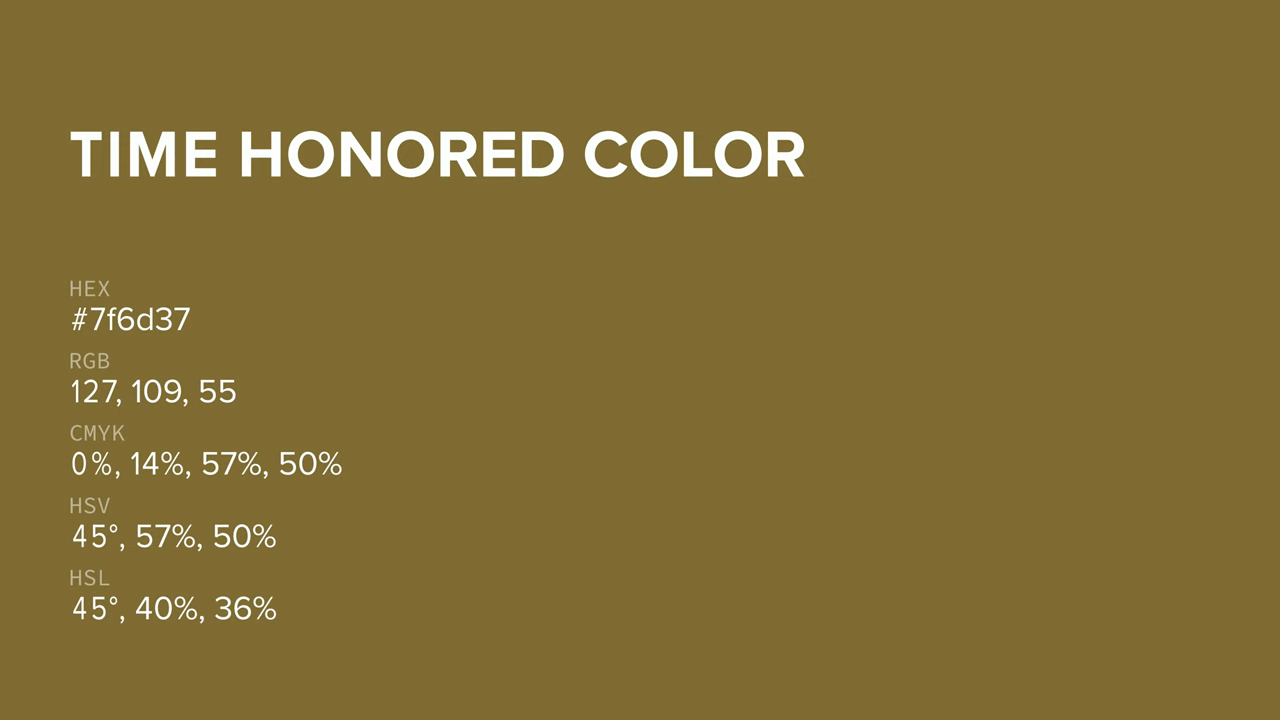 TIME HONORED COLOR
HEX
#7f6d37
RGB
127, 109, 55
CMYK
0%, 14%, 57%, 50%
HSV
45°, 57%, 50%
HSL
45°, 40%, 36%